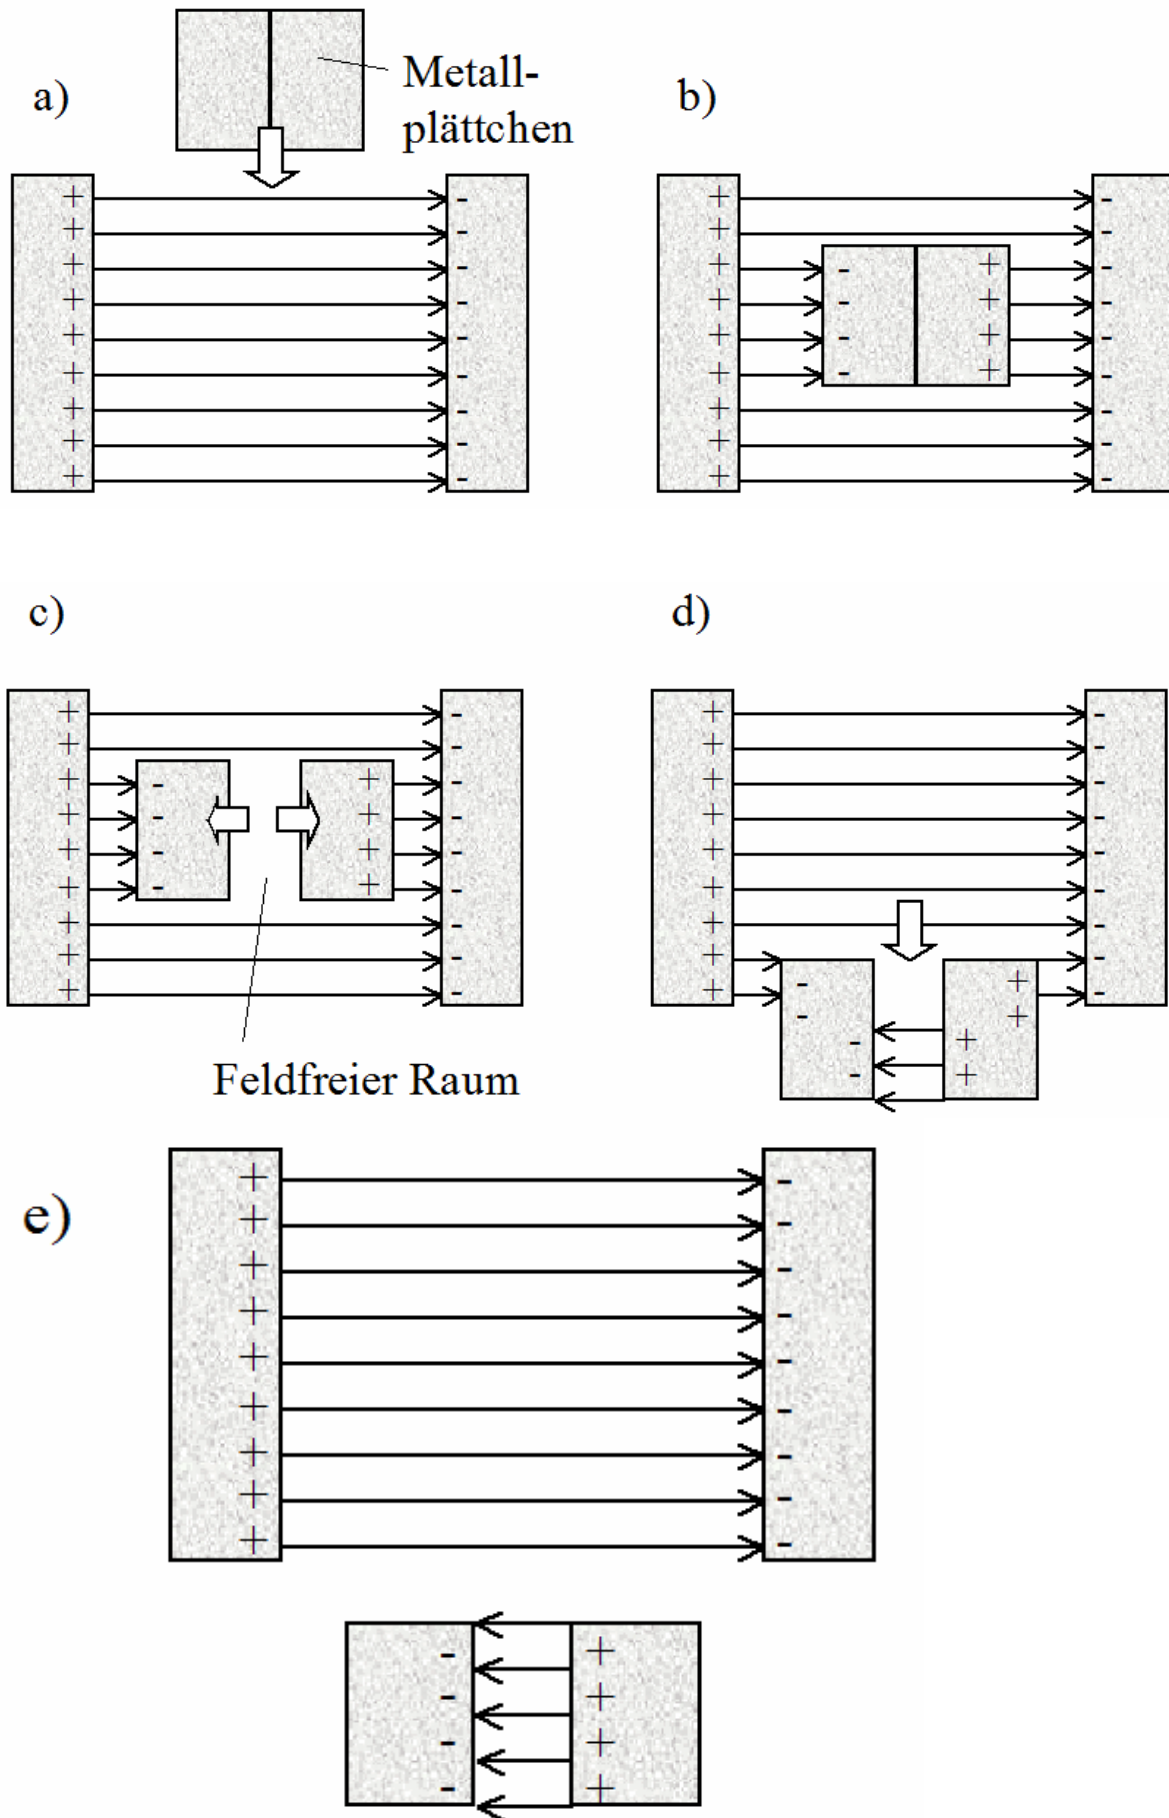 a)
Metall-
plättchen
b)
+ -
+ -
+ -
+ -
+ -
+ -
+ -
+ -
+ -
+ -
+ -
+ - + -
+ - + -
+ - + -
+ - + -
+ -
+ -
+ -
c)
d)
+ -
+ -
+ - + -
+ - + -
+ - + -
+ - + -
+ -
+ -
+ -
Feldfreier Raum
+ -
+ -
+ -
+ -
+ -
+ -
+ -
+ - + -
+ - + -
- +
- +
e)
+ -
+ -
+ -
+ -
+ -
+ -
+ -
+ -
+ -
- +
- +
- +
- +